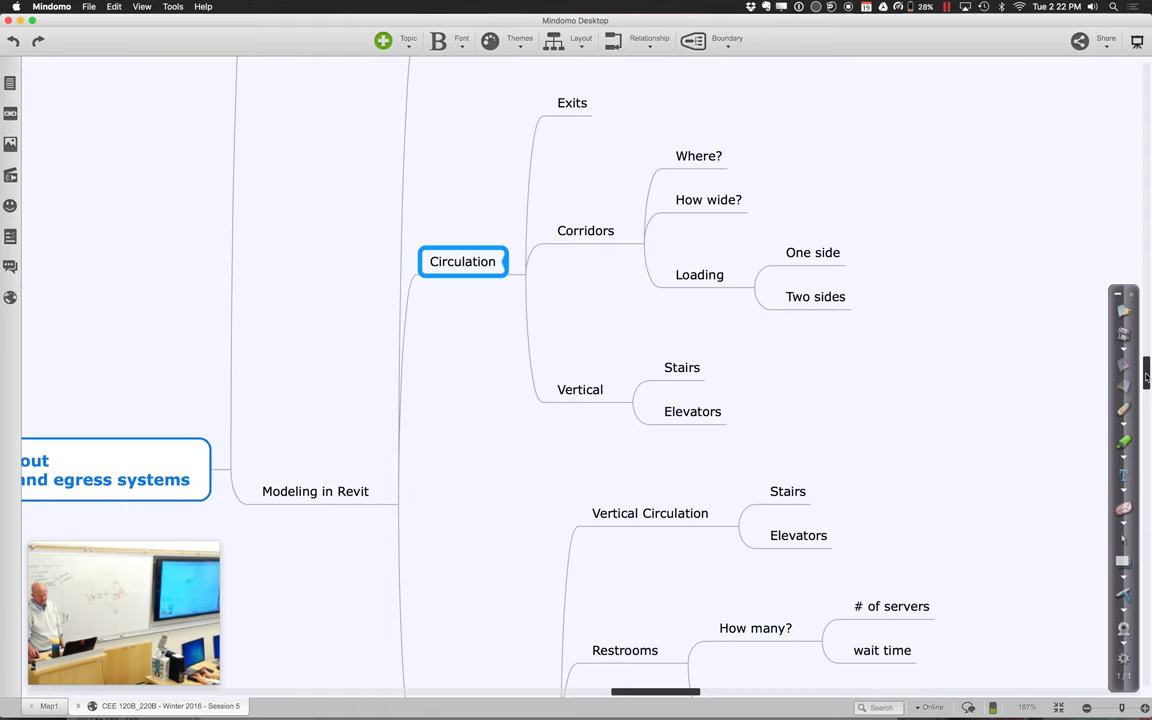 Mindomo File Edit View Tools Help
28% Tue 2 22 PM
Mindomo Desktop
Topic Font Themes Layout Relationship Boundary Share
Exits
Where?
How wide?
Corridors
One side
Circulation
Loading
Two sides
Stairs
Vertical
Elevators
out
and egress systems
Modeling in Revit
Stairs
Vertical Circulation
Elevators
# of servers
How many?
Restrooms
wait time
1 / 1
Map1 CEE 120B_220B - Winter 2016 - Session 5 Search Online 187%